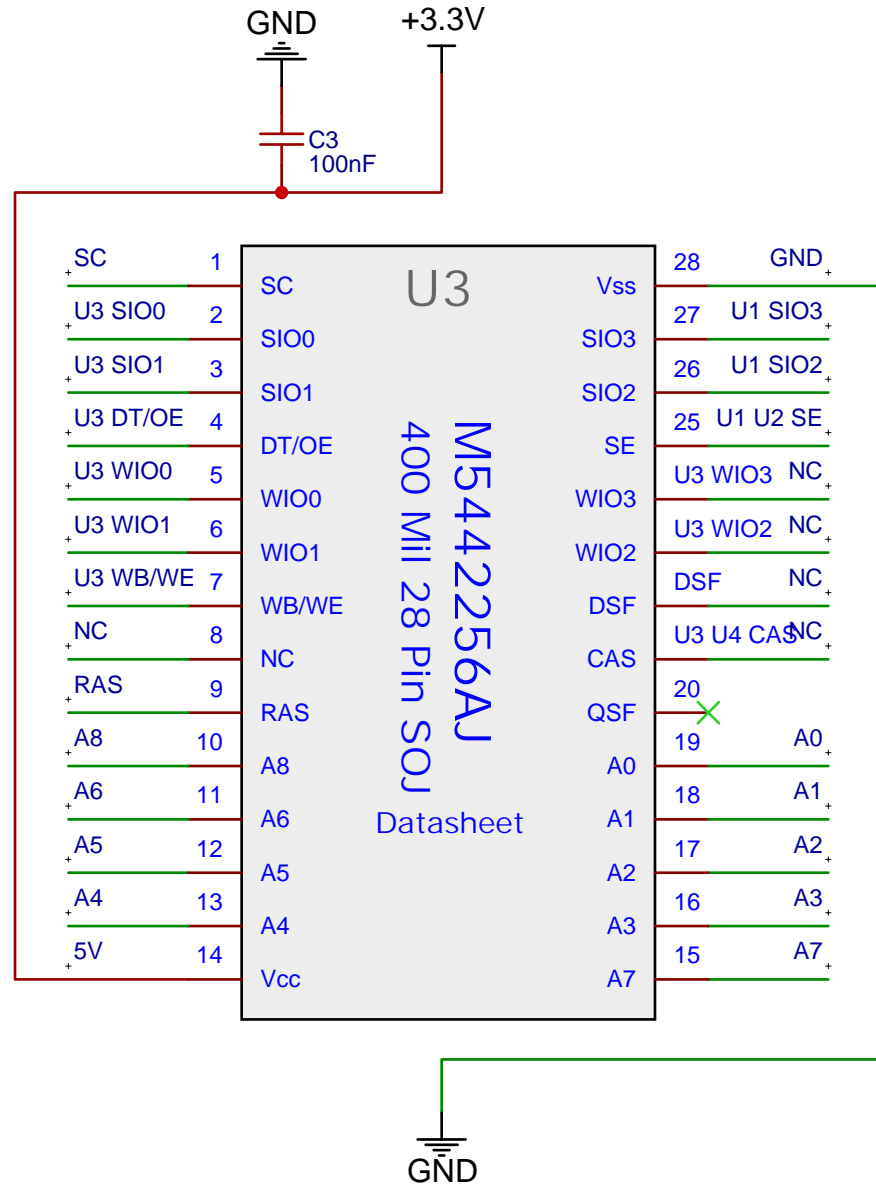 GND
+3.3V
C3
100nF
U3
SC 1 SC
U3 SIO0 2 SIO0
U3 SIO1 3 SIO1
U3 DT/OE 4 DT/OE
U3 WIO0 5 WIO0
U3 WIO1 6 WIO1
U3 WB/WE 7 WB/WE
NC 8 NC
RAS 9 RAS
A8 10 A8
A6 11 A6
A5 12 A5
A4 13 A4
5V 14 Vcc
M5442256AJ
400 Mil 28 Pin SOJ
Datasheet
Vss 28 GND
SIO3 27 U1 SIO3
SIO2 26 U1 SIO2
SE 25 U1 U2 SE
WIO3 U3 WIO3 NC
WIO2 U3 WIO2 NC
DSF DSF NC
CAS U3 U4 CAS NC
QSF 20
A0 19 A0
A1 18 A1
A2 17 A2
A3 16 A3
A7 15 A7
GND